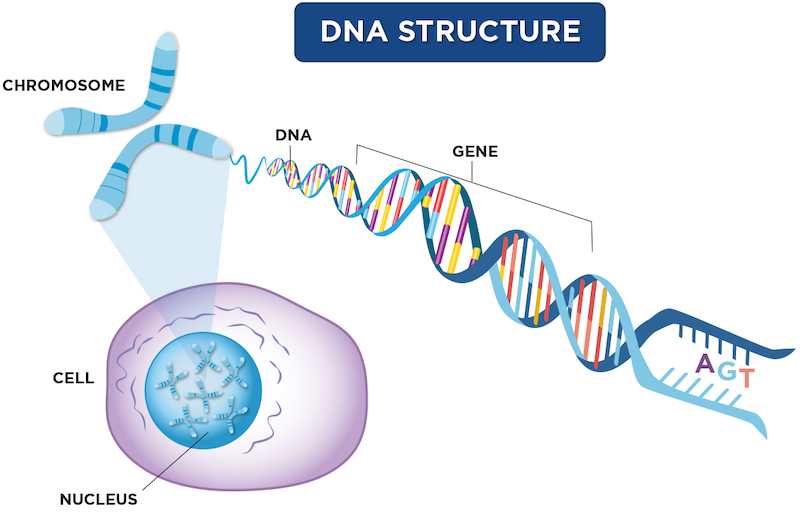 DNA STRUCTURE
CHROMOSOME
DNA
GENE
AGT
CELL
NUCLEUS